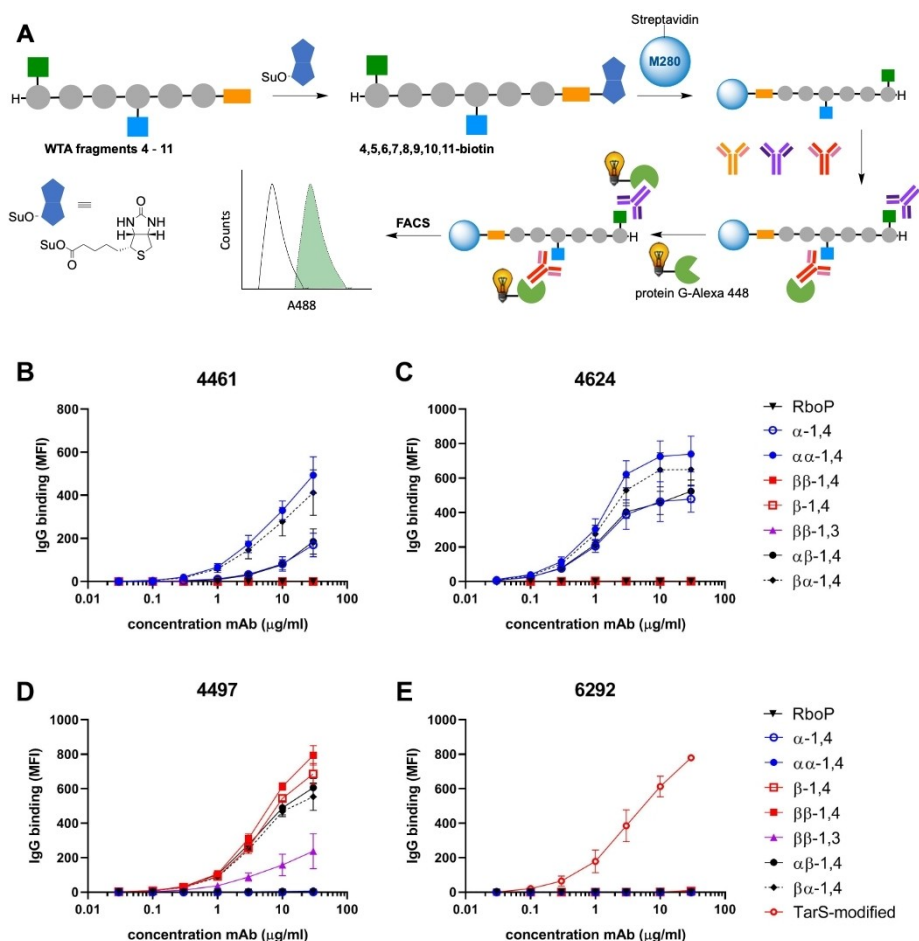 A
Streptavidin
M280
SuO
H
WTA fragments 4 - 11
4,5,6,7,8,9,10,11-biotin
H
H
SuO
HN NH
H H
SuO
O
S
O
Counts
A488
FACS
protein G-Alexa 448
H
H
B
4461
IgG binding (MFI)
800
600
400
200
0
0.01 0.1 1 10 100
concentration mAb (μg/ml)
C
4624
IgG binding (MFI)
1000
800
600
400
200
0
0.01 0.1 1 10 100
concentration mAb (μg/ml)
RboP
α-1,4
αα-1,4
ββ-1,4
β-1,4
ββ-1,3
αβ-1,4
βα-1,4
D
4497
IgG binding (MFI)
1000
800
600
400
200
0
0.01 0.1 1 10 100
concentration mAb (μg/ml)
E
6292
IgG binding (MFI)
1000
800
600
400
200
0
0.01 0.1 1 10 100
concentration mAb (μg/ml)
RboP
α-1,4
αα-1,4
β-1,4
ββ-1,4
ββ-1,3
αβ-1,4
βα-1,4
TarS-modified